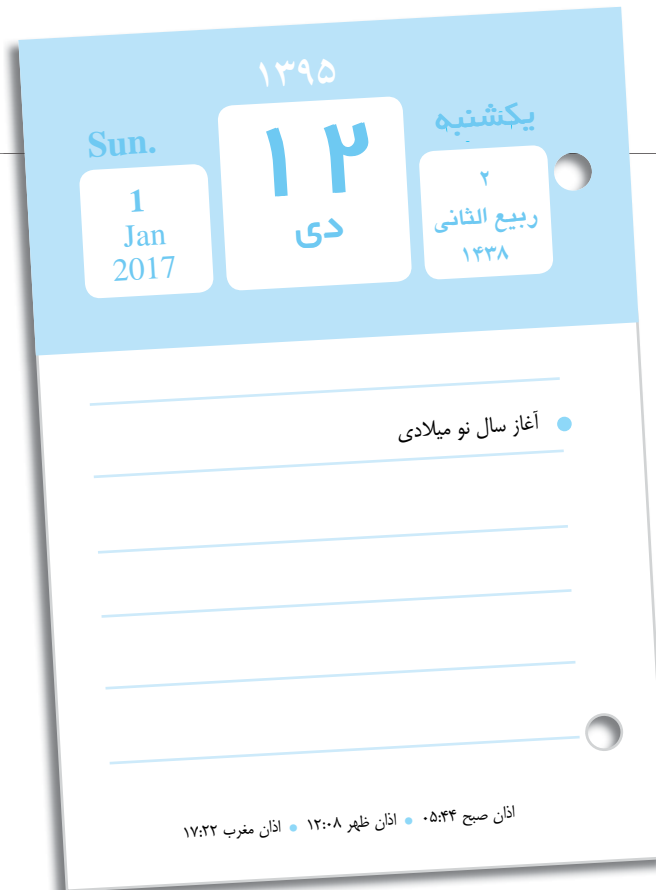 ۱۳۹۵
یکشنبه
۲
ربیع الثانی
۱۴۳۸
۱۲
دی
Sun.
1
Jan
2017
آغاز سال نو میلادی
اذان صبح ۰۵:۴۴ • اذان ظهر ۱۲:۰۸ • اذان مغرب ۱۷:۲۲